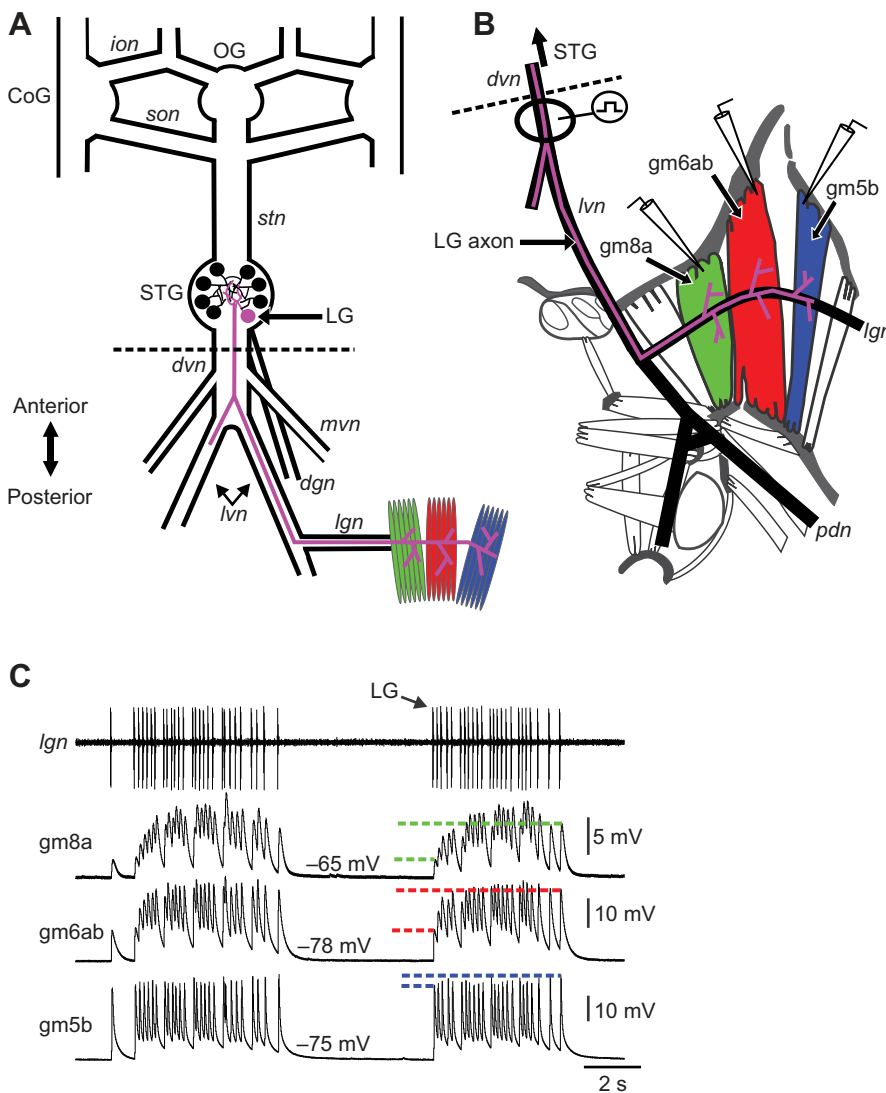 A
ion
OG
CoG
son
stn
STG
LG
dvn
Anterior
Posterior
mvn
dgn
lvn
lgn
B
STG
dvn
gm6ab
gm5b
lvn
LG axon
gm8a
lgn
pdn
C
LG
lgn
gm8a
–65 mV
5 mV
gm6ab
–78 mV
10 mV
gm5b
–75 mV
10 mV
2 s